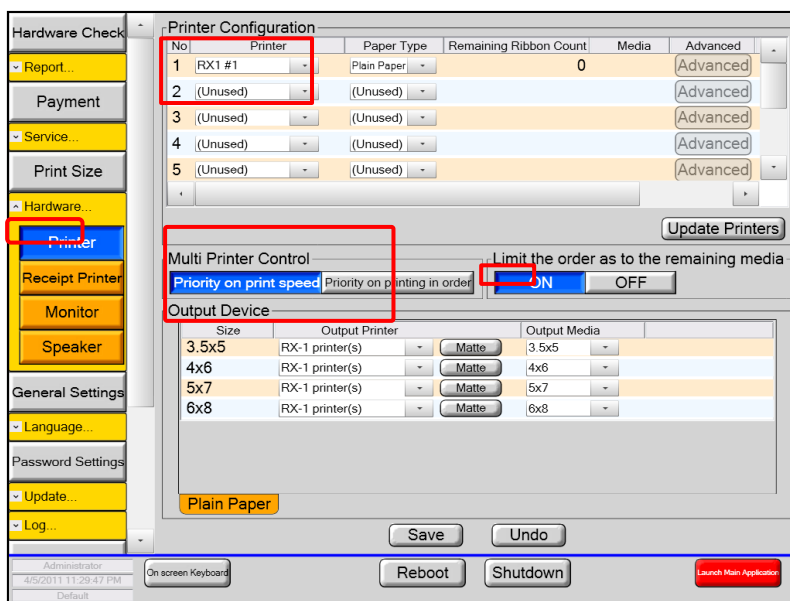 Hardware Check
Report...
Payment
Service...
Print Size
Hardware...
Printer
Receipt Printer
Monitor
Speaker
General Settings
Language...
Password Settings
Update...
Log...
Printer Configuration
No Printer Paper Type Remaining Ribbon Count Media Advanced
1 RX1 #1 Plain Paper 0 Advanced
2 (Unused) (Unused) Advanced
3 (Unused) (Unused) Advanced
4 (Unused) (Unused) Advanced
5 (Unused) (Unused) Advanced
Update Printers
Multi Printer Control
Priority on print speed Priority on printing in order
Limit the order as to the remaining media
ON OFF
Output Device
Size Output Printer Output Media
3.5x5 RX-1 printer(s) Matte 3.5x5
4x6 RX-1 printer(s) Matte 4x6
5x7 RX-1 printer(s) Matte 5x7
6x8 RX-1 printer(s) Matte 6x8
Plain Paper
Save Undo
Administrator
4/5/2011 11:29:47 PM
Default
On screen Keyboard
Reboot Shutdown
Launch Main Application